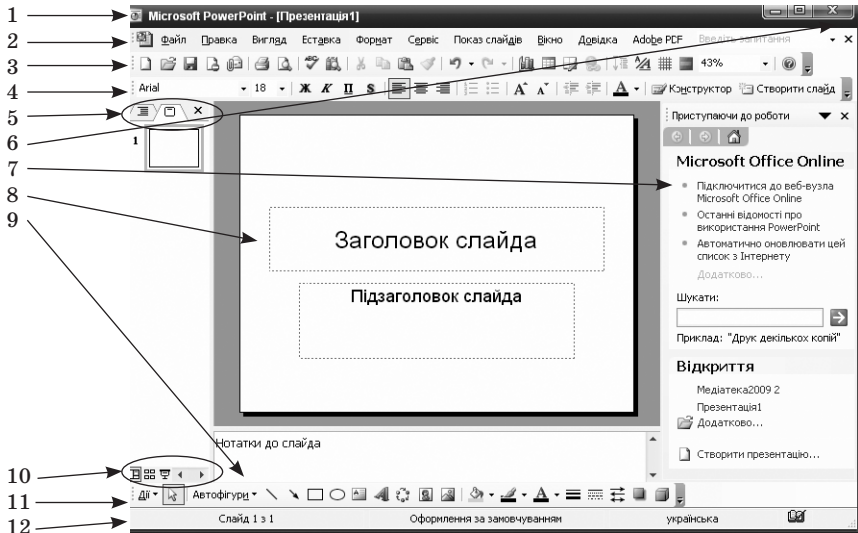 1
Microsoft PowerPoint - [Презентація1]
2
Файл Правка Вигляд Вставка Формат Сервіс Показ слайдів Вікно Довідка Adobe PDF Введіть запитання
3
43%
4
Arial 18 Ж К П S А А А Конструктор Створити слайд
5
Приступаючи до роботи
6
1
7
Microsoft Office Online
Підключитися до веб-вузла
Microsoft Office Online
8
Останні відомості про
використання PowerPoint
9
Автоматично оновлювати цей
список з Інтернету
Додатково...
Заголовок слайда
Підзаголовок слайда
Шукати:
Приклад: "Друк декількох копій"
Відкриття
Медіатека2009 2
Презентація1
Додатково...
Нотатки до слайда
Створити презентацію...
10
11
Дії Автофігури А
12
Слайд 1 з 1 Оформлення за замовчуванням українська